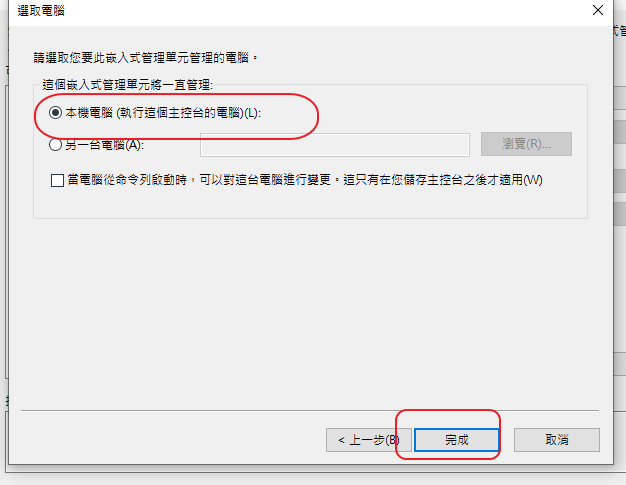 選取電腦
請選取您要此嵌入式管理單元管理的電腦。
這個嵌入式管理單元將一直管理:
本機電腦 (執行這個主控台的電腦)(L):
另一台電腦(A):
瀏覽(R)...
當電腦從命令列啟動時，可以對這台電腦進行變更。這只有在您儲存主控台之後才適用(W)
< 上一步(B)
完成
取消